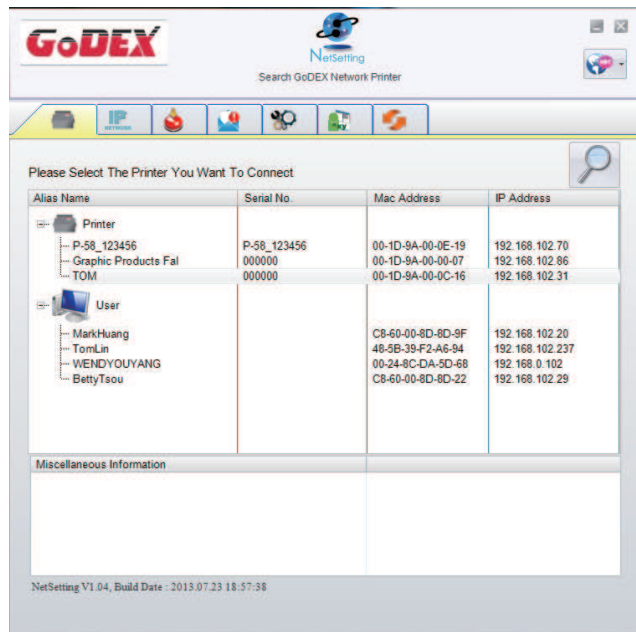 GoDEX
NetSetting
Search GoDEX Network Printer
IP
NETWORK
Please Select The Printer You Want To Connect
Alias Name Serial No. Mac Address IP Address
Printer
P-58_123456 P-58_123456 00-1D-9A-00-0E-19 192.168.102.70
Graphic Products Fal 000000 00-1D-9A-00-00-07 192.168.102.86
TOM 000000 00-1D-9A-00-0C-16 192.168.102.31
User
MarkHuang C8-60-00-8D-8D-9F 192.168.102.20
TomLin 48-5B-39-F2-A6-94 192.168.102.237
WENDYOUYANG 00-24-8C-DA-5D-68 192.168.0.102
BettyTsou C8-60-00-8D-8D-22 192.168.102.29
Miscellaneous Information
NetSetting V1.04, Build Date : 2013.07.23 18:57:38